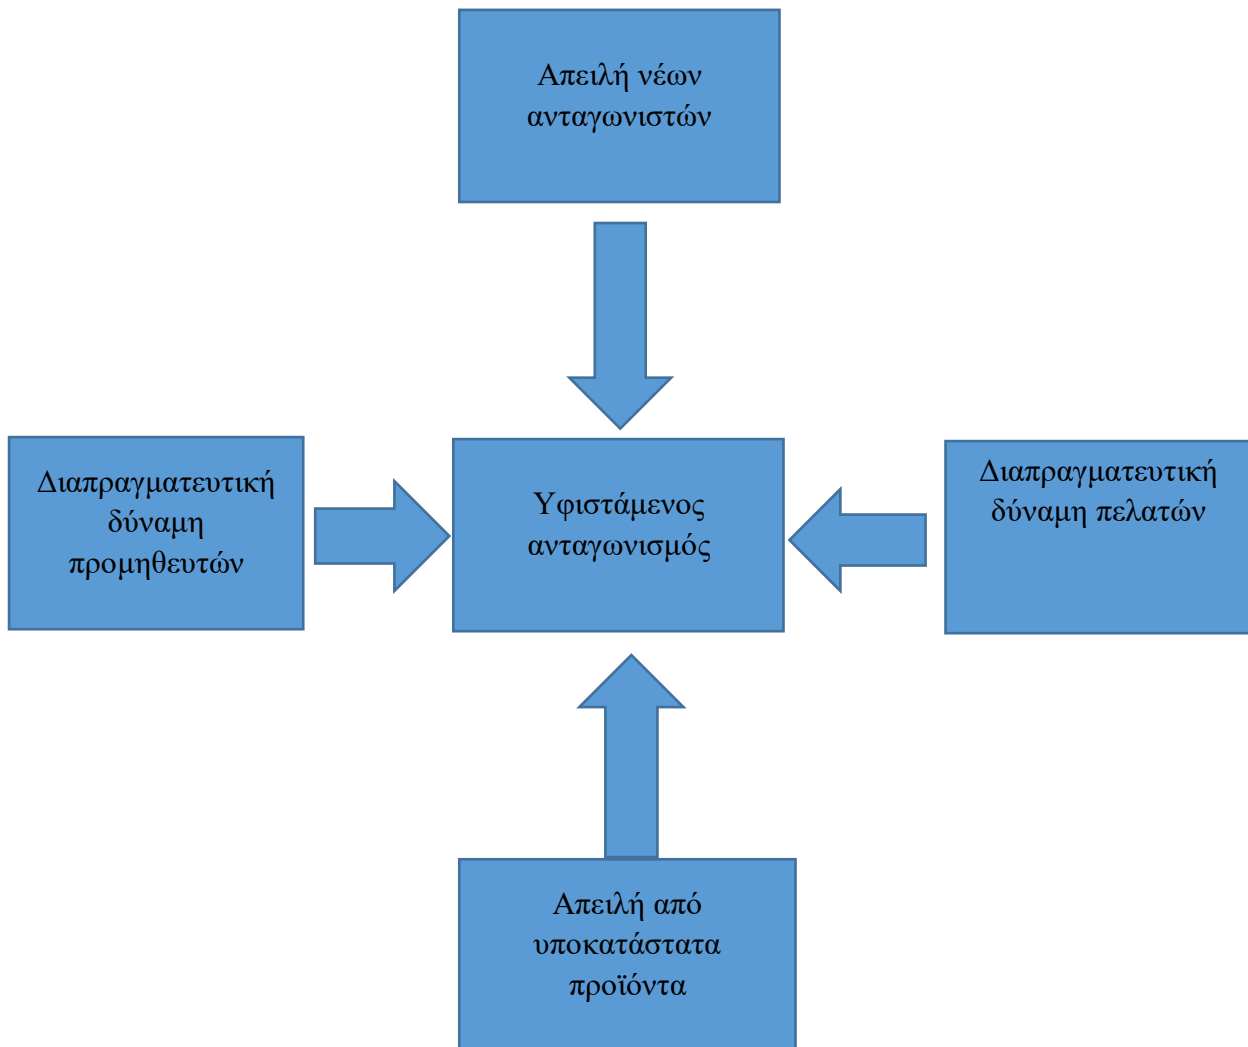 Απειλή νέων
ανταγωνιστών
Διαπραγματευτική
δύναμη
προμηθευτών
Υφιστάμενος
ανταγωνισμός
Διαπραγματευτική
δύναμη πελατών
Απειλή από
υποκατάστατα
προϊόντα